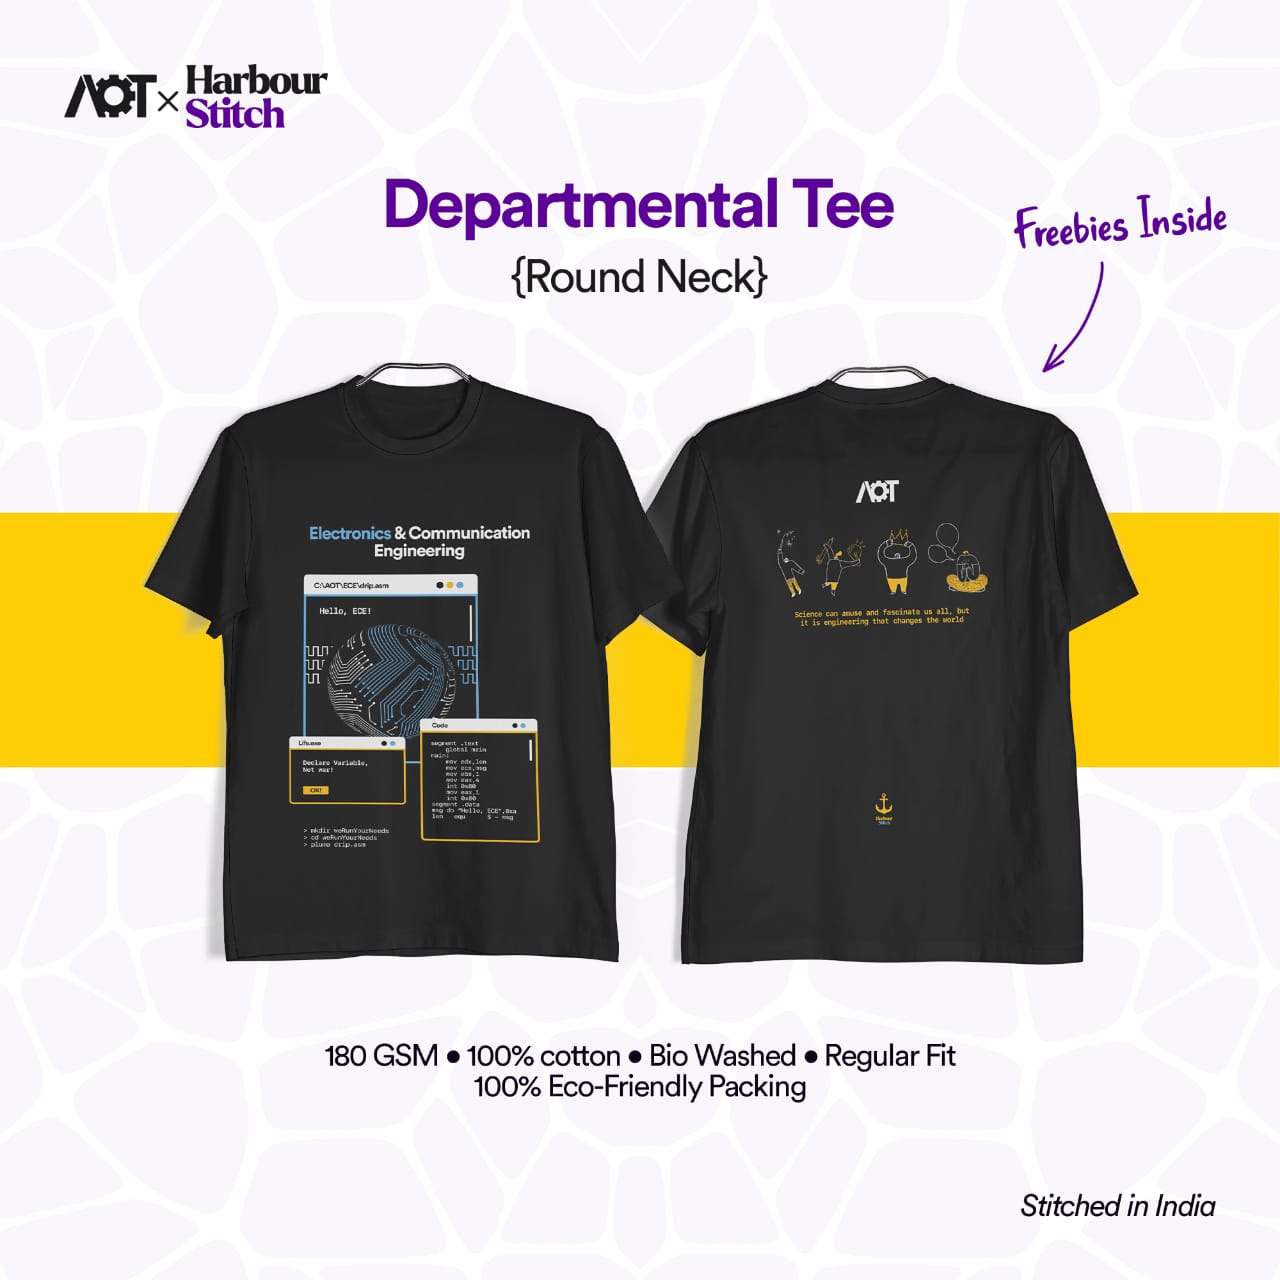 AOT × Harbour Stitch
Departmental Tee
{Round Neck}
Freebies Inside
Electronics & Communication
Engineering
C:\AOT\ECE\drip.asm
Hello, ECE!
Life.exe
Declare Variable,
Not war!
OK!
Code
segment .text
global main
main:
mov edx,len
mov ecx,msg
mov ebx,1
mov eax,4
int 0x80
mov eax,1
int 0x80
segment .data
msg db "Hello, ECE",0xa
len equ $ - msg
> mkdir weRunYourNeeds
> cd weRunYourNeeds
> plume drip.asm
AOT
Science can amuse and fascinate us all, but
it is engineering that changes the world
Harbour
Stitch
180 GSM ● 100% cotton ● Bio Washed ● Regular Fit
100% Eco-Friendly Packing
Stitched in India